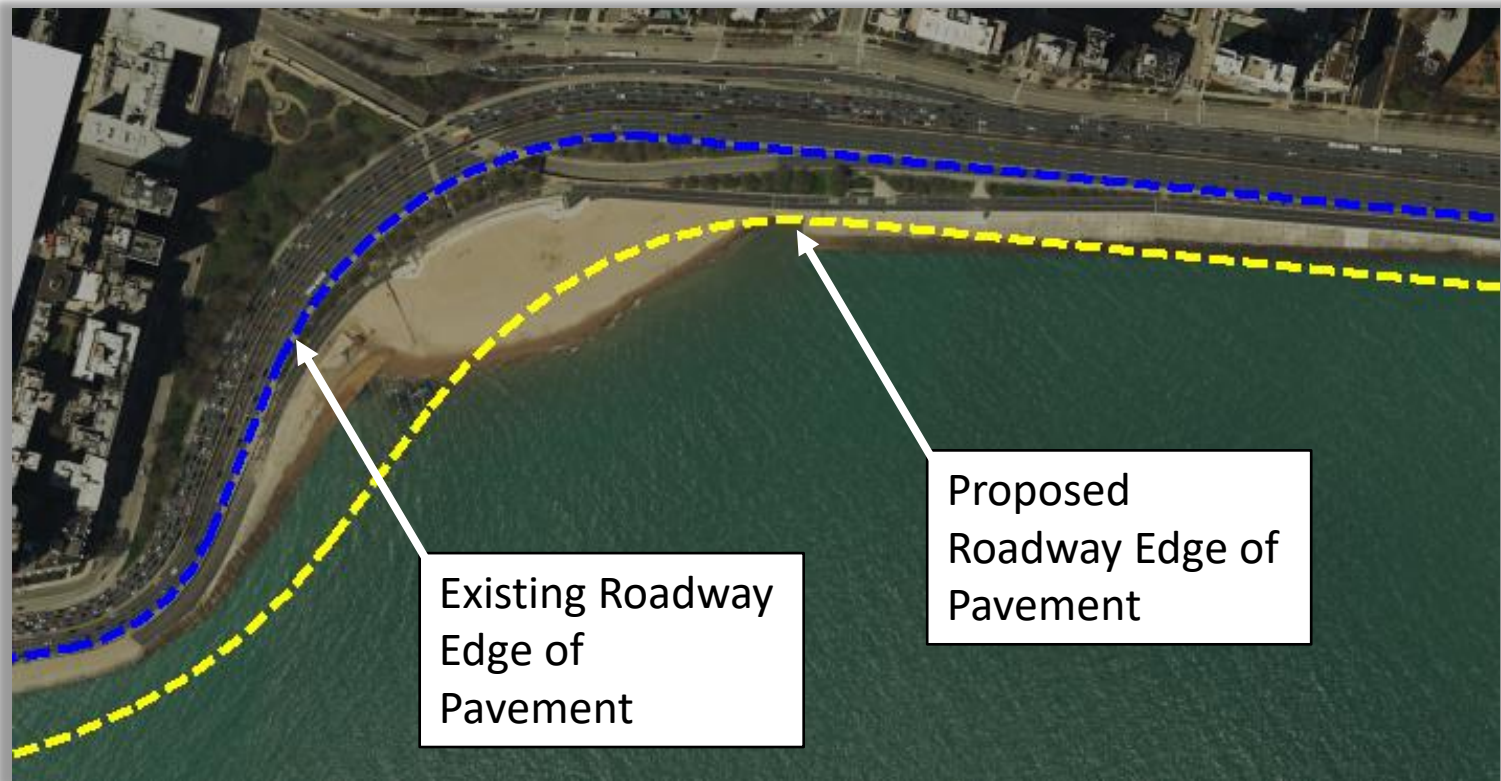 Proposed
Roadway Edge of
Pavement
Existing Roadway
Edge of
Pavement